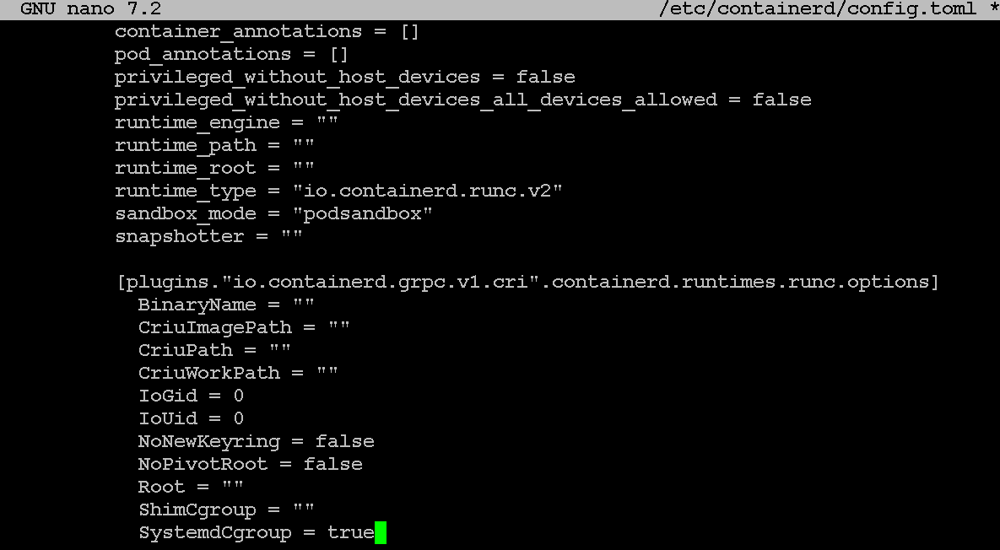 GNU nano 7.2 /etc/containerd/config.toml *
container_annotations = []
pod_annotations = []
privileged_without_host_devices = false
privileged_without_host_devices_all_devices_allowed = false
runtime_engine = ""
runtime_path = ""
runtime_root = ""
runtime_type = "io.containerd.runc.v2"
sandbox_mode = "podsandbox"
snapshotter = ""
[plugins."io.containerd.grpc.v1.cri".containerd.runtimes.runc.options]
BinaryName = ""
CriuImagePath = ""
CriuPath = ""
CriuWorkPath = ""
IoGid = 0
IoUid = 0
NoNewKeyring = false
NoPivotRoot = false
Root = ""
ShimCgroup = ""
SystemdCgroup = true